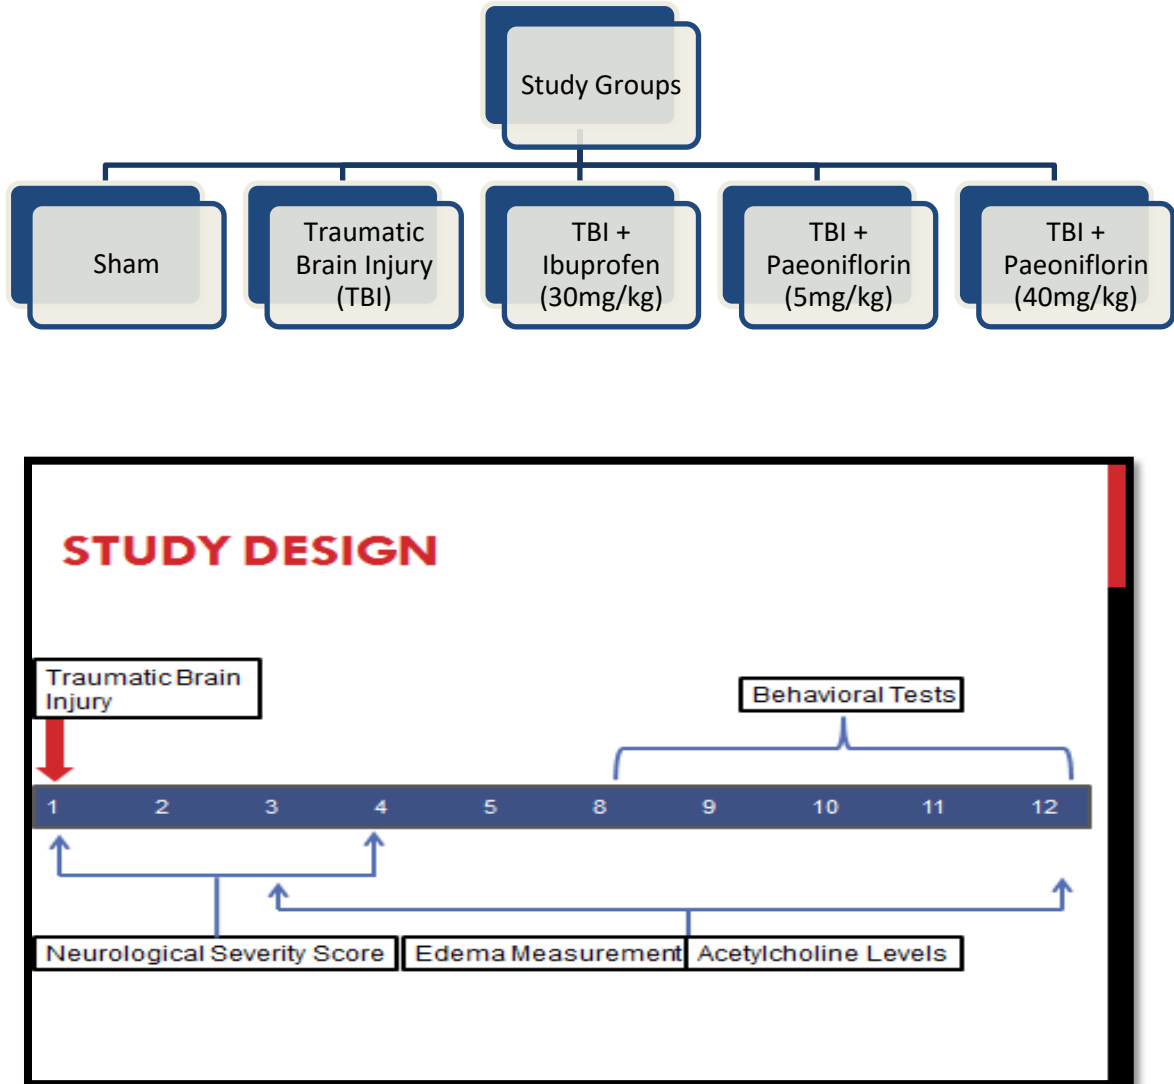 Study Groups
Sham
Traumatic
Brain Injury
(TBI)
TBI +
Ibuprofen
(30mg/kg)
TBI +
Paeoniflorin
(5mg/kg)
TBI +
Paeoniflorin
(40mg/kg)
STUDY DESIGN
Traumatic Brain
Injury
Behavioral Tests
1 2 3 4 5 8 9 10 11 12
Neurological Severity Score
Edema Measurement
Acetylcholine Levels